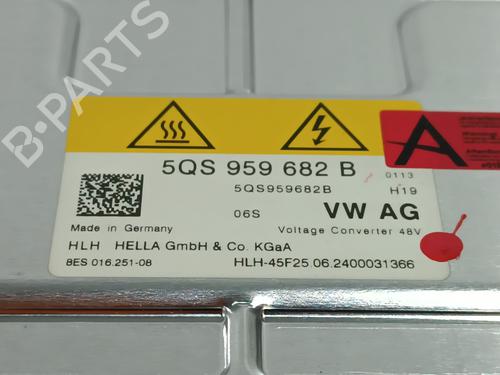 B-PARTS
5QS 959 682 B
0113
5QS959682B
H19
06S
VW AG
Made in Germany
Voltage Converter 48V
HLH HELLA GmbH & Co. KGaA
8ES 016.251-08
HLH-45F25.06.2400031366
A